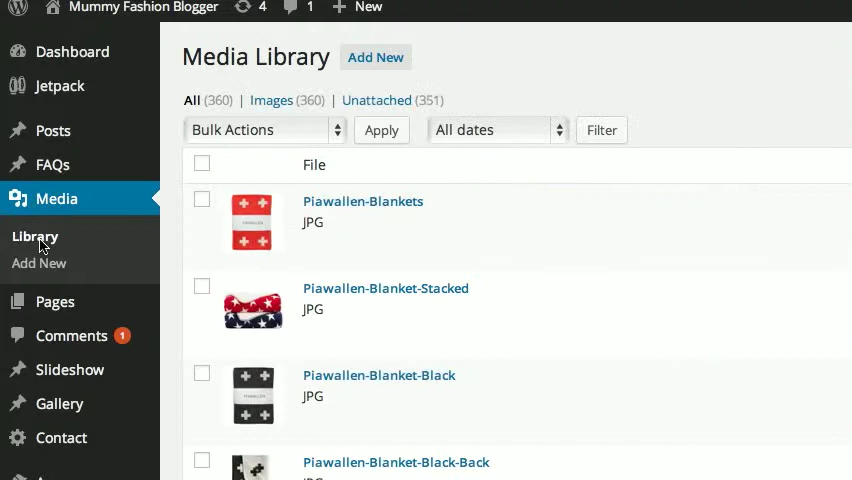 Mummy Fashion Blogger 4 1 New
Dashboard
Jetpack
Posts
FAQs
Media
Library
Add New
Pages
Comments 1
Slideshow
Gallery
Contact
Media Library Add New
All (360) | Images (360) | Unattached (351)
Bulk Actions Apply All dates Filter
File
Piawallen-Blankets
JPG
Piawallen-Blanket-Stacked
JPG
Piawallen-Blanket-Black
JPG
Piawallen-Blanket-Black-Back